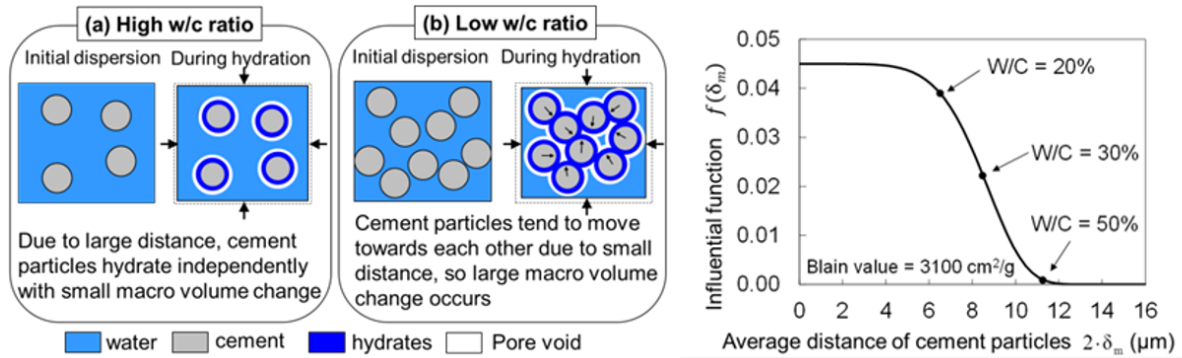 (a) High w/c ratio
Initial dispersion
During hydration
Due to large distance, cement
particles hydrate independently
with small macro volume change
(b) Low w/c ratio
Initial dispersion
During hydration
Cement particles tend to move
towards each other due to small
distance, so large macro volume
change occurs
water
cement
hydrates
Pore void
Influential function f(δm)
0.05
0.04
0.03
0.02
0.01
0.00
W/C = 20%
W/C = 30%
W/C = 50%
Blain value = 3100 cm²/g
0 2 4 6 8 10 12 14 16
Average distance of cement particles 2·δm (μm)